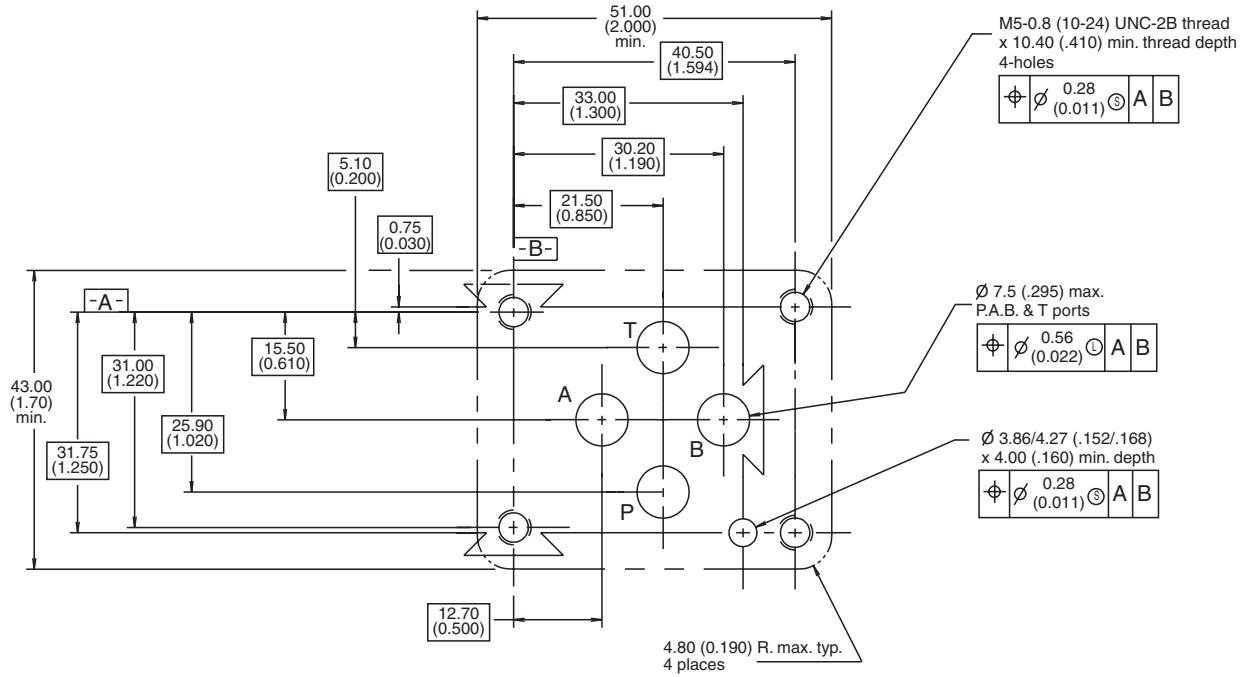 51.00
(2.000)
min.
40.50
(1.594)
33.00
(1.300)
30.20
(1.190)
21.50
(0.850)
5.10
(0.200)
0.75
(0.030)
-B-
-A-
15.50
(0.610)
31.00
(1.220)
25.90
(1.020)
43.00
(1.70)
min.
31.75
(1.250)
12.70
(0.500)
T
A
B
P
M5-0.8 (10-24) UNC-2B thread
x 10.40 (.410) min. thread depth
4-holes
⌖ ⌀ 0.28 Ⓢ A B
(0.011)
Ø 7.5 (.295) max.
P.A.B. & T ports
⌖ ⌀ 0.56 Ⓛ A B
(0.022)
Ø 3.86/4.27 (.152/.168)
x 4.00 (.160) min. depth
⌖ ⌀ 0.28 Ⓢ A B
(0.011)
4.80 (0.190) R. max. typ.
4 places